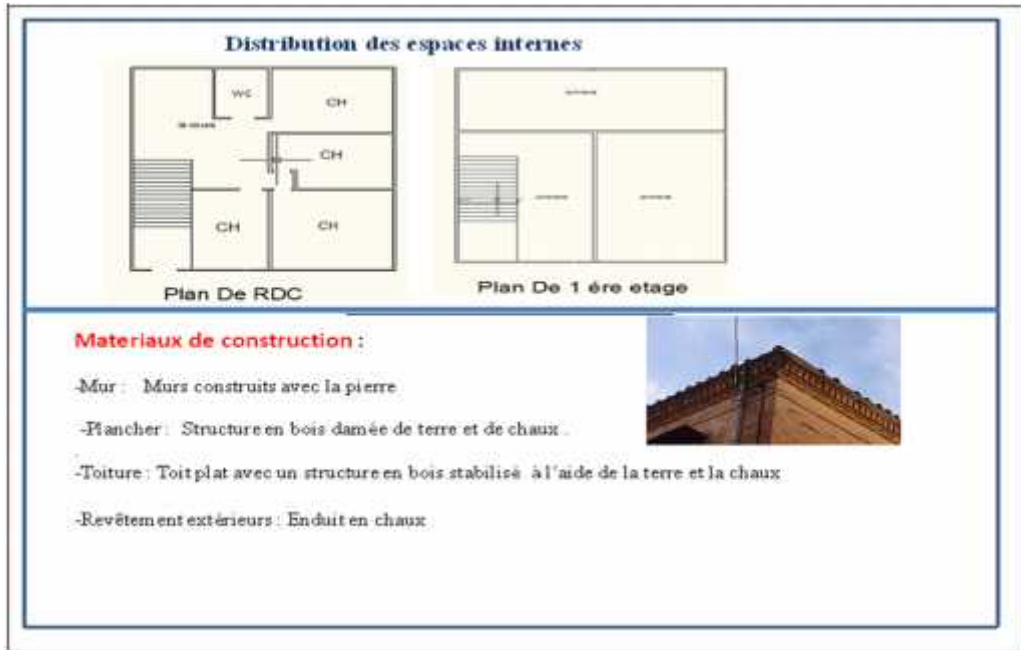 Distribution des espaces internes
WC
CH
CH
CH
CH
Plan De RDC
Plan De 1 ére etage
Materiaux de construction :
-Mur : Murs construits avec la pierre
-Plancher : Structure en bois damée de terre et de chaux .
-Toiture : Toit plat avec un structure en bois stabilisé à l'aide de la terre et la chaux
-Revêtement extérieurs : Enduit en chaux